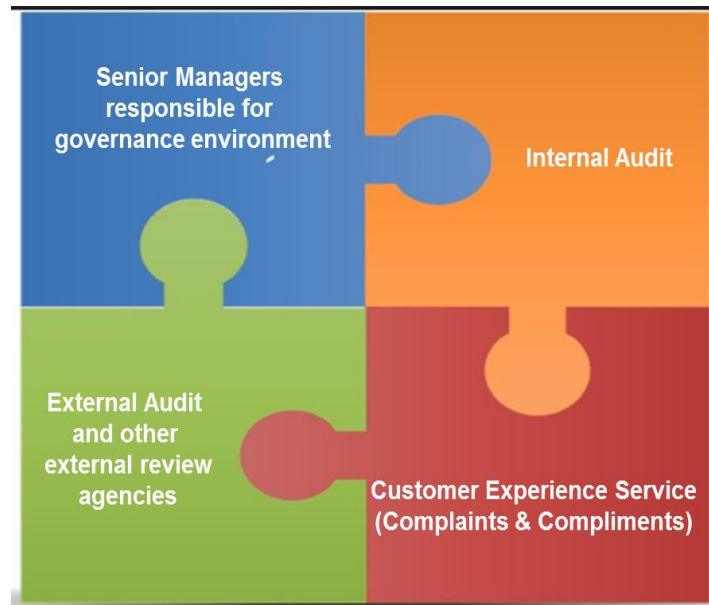 Senior Managers
responsible for
governance environment
Internal Audit
External Audit
and other
external review
agencies
Customer Experience Service
(Complaints & Compliments)